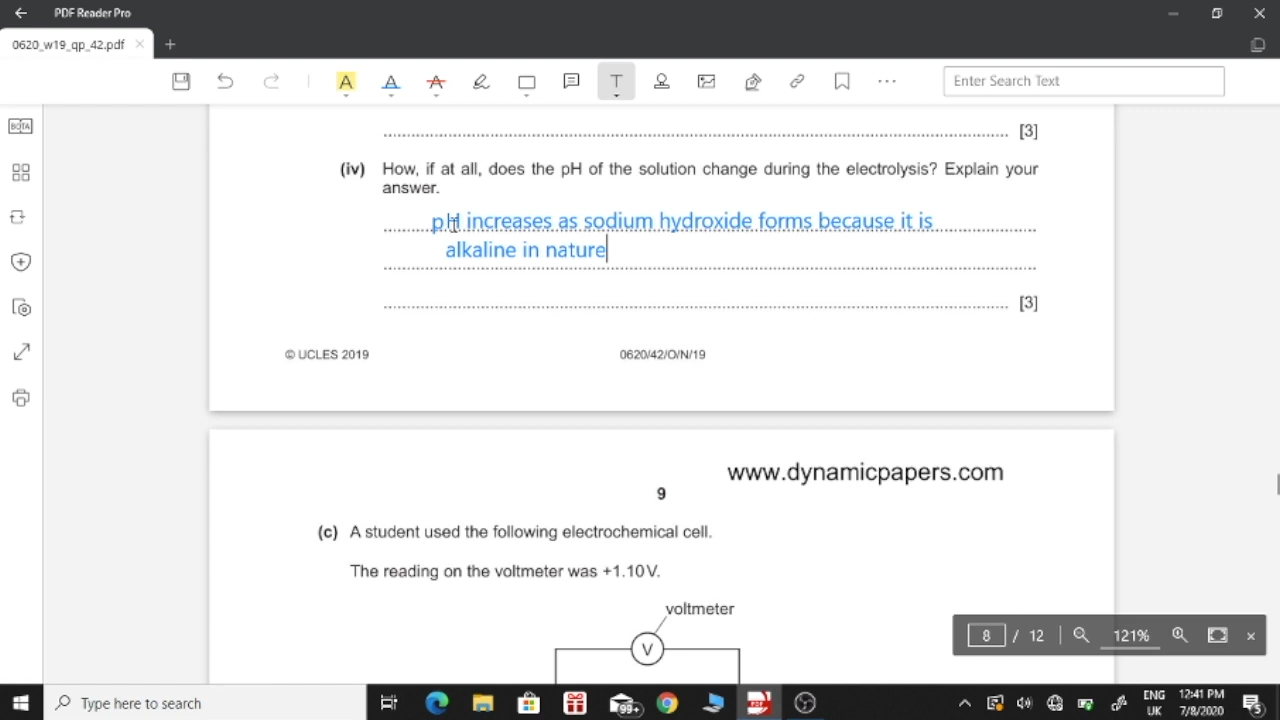 PDF Reader Pro
0620_w19_qp_42.pdf
Enter Search Text
BOTA
[3]
(iv) How, if at all, does the pH of the solution change during the electrolysis? Explain your
answer.
pH increases as sodium hydroxide forms because it is
alkaline in nature
[3]
© UCLES 2019 0620/42/O/N/19
www.dynamicpapers.com
9
(c) A student used the following electrochemical cell.
The reading on the voltmeter was +1.10 V.
voltmeter
V
8 / 12 121%
Type here to search
99+
ENG
UK
12:41 PM
7/8/2020